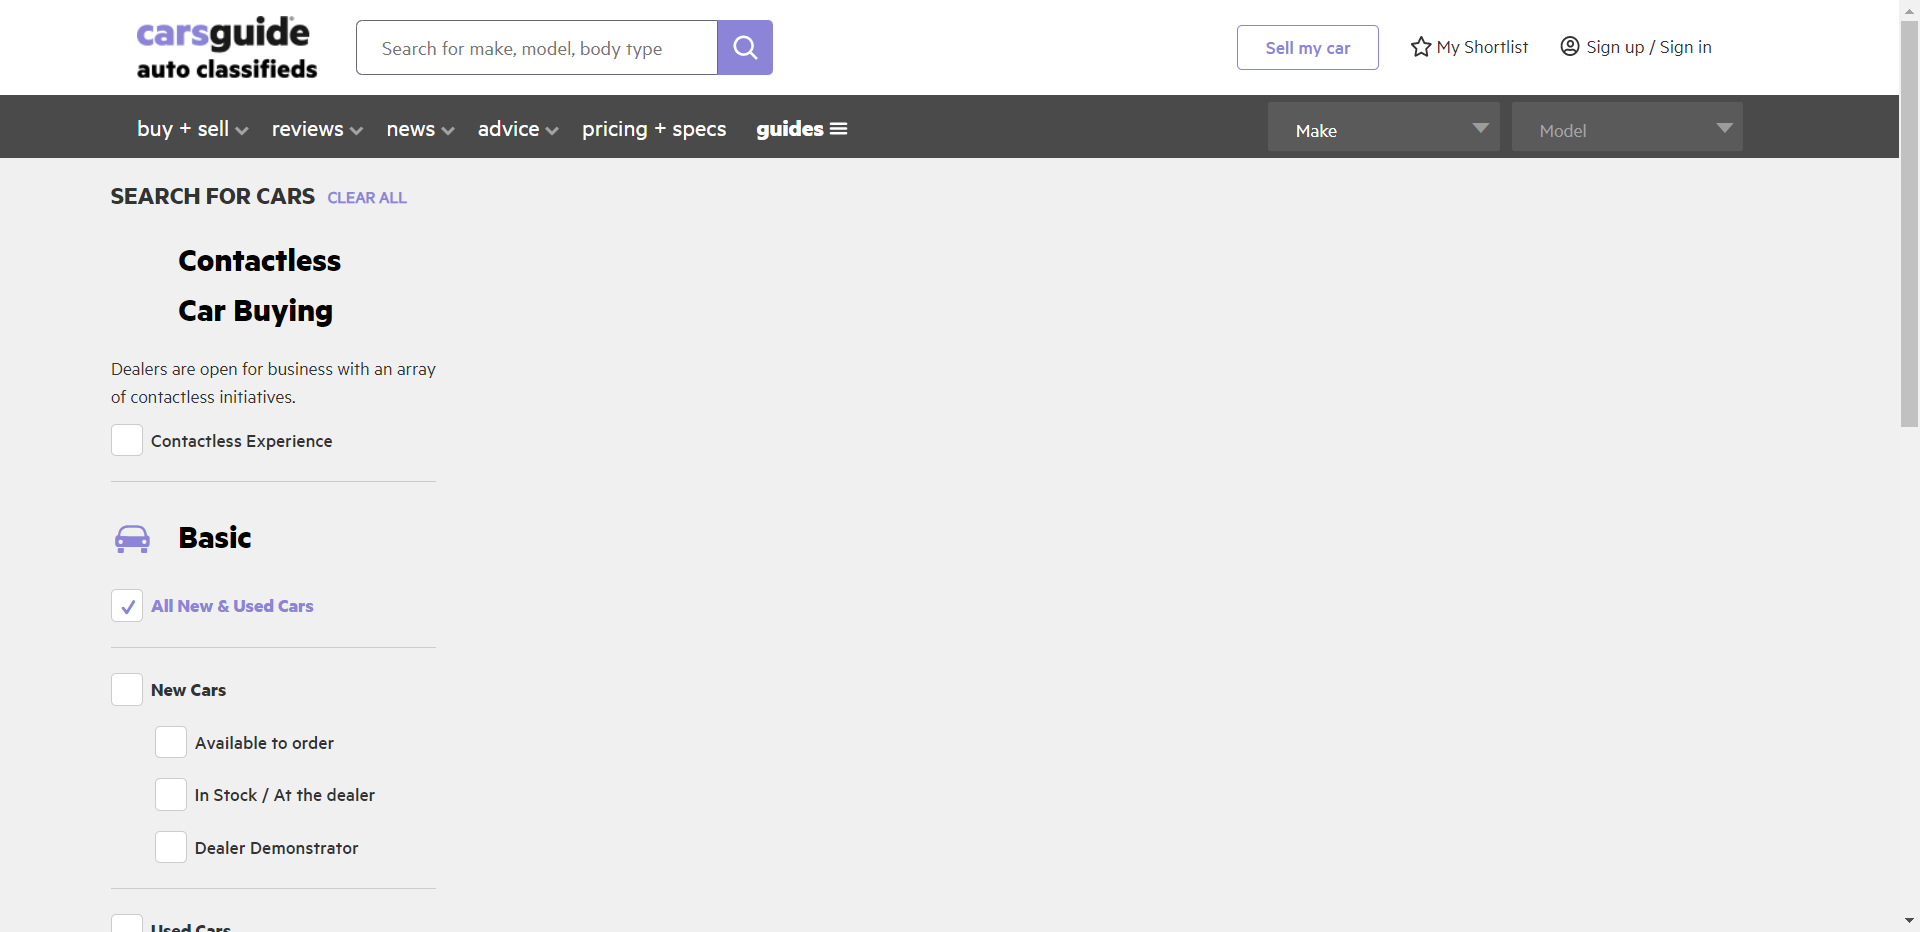 carsguide
auto classifieds
Search for make, model, body type
Sell my car
My Shortlist
Sign up / Sign in
buy + sell
reviews
news
advice
pricing + specs
guides
Make
Model
SEARCH FOR CARS
CLEAR ALL
Contactless
Car Buying
Dealers are open for business with an array
of contactless initiatives.
Contactless Experience
Basic
All New & Used Cars
New Cars
Available to order
In Stock / At the dealer
Dealer Demonstrator
Used Cars